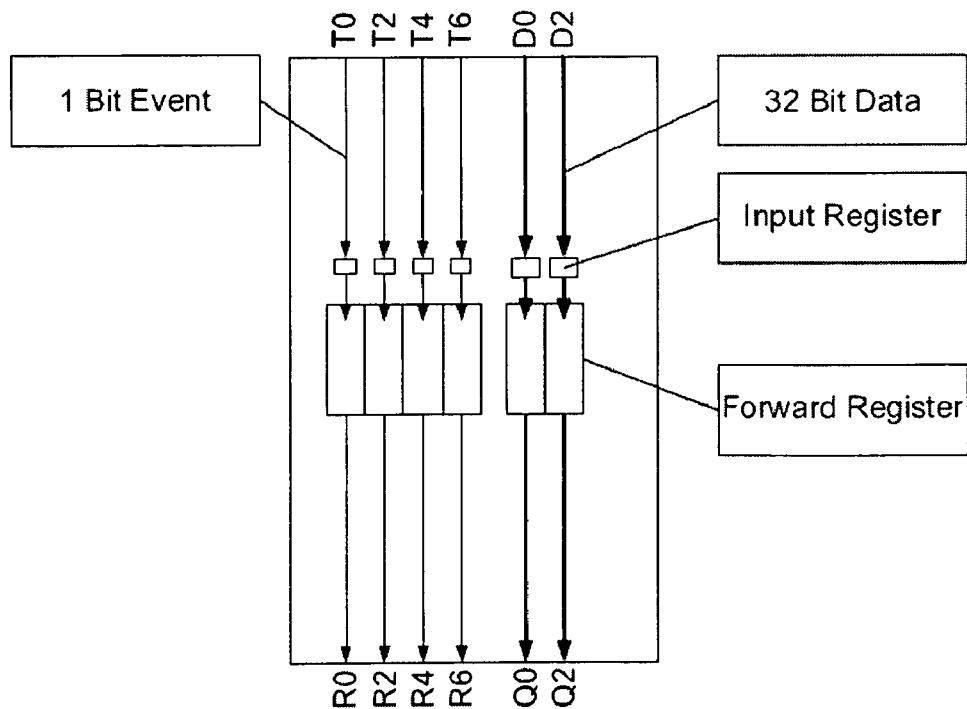 T0 T2 T4 T6 D0 D2
1 Bit Event
32 Bit Data
Input Register
Forward Register
R0 R2 R4 R6 Q0 Q2